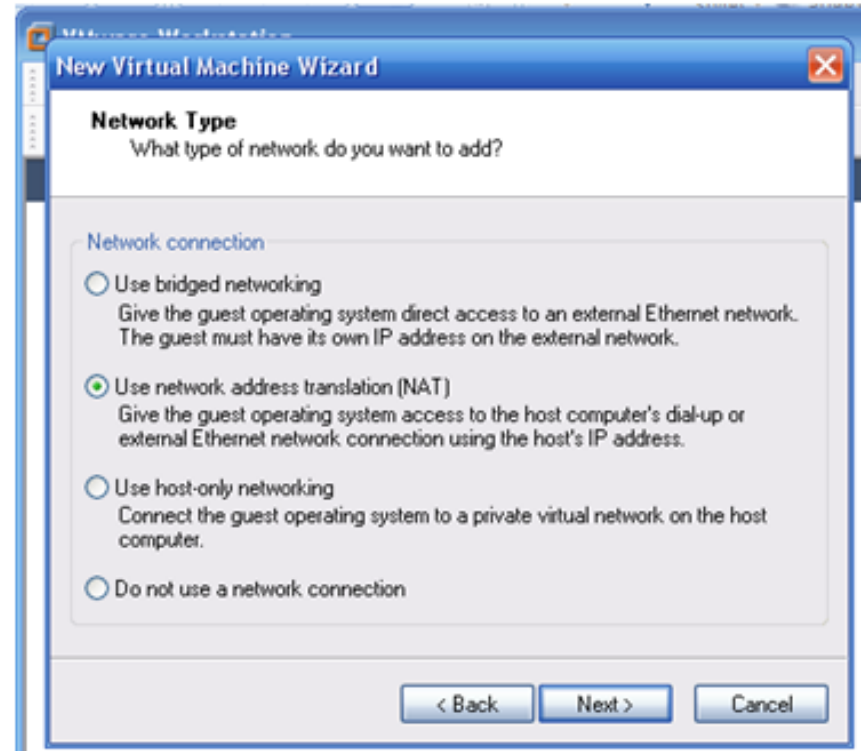 New Virtual Machine Wizard
Network Type
What type of network do you want to add?
Network connection
Use bridged networking
Give the guest operating system direct access to an external Ethernet network.
The guest must have its own IP address on the external network.
Use network address translation (NAT)
Give the guest operating system access to the host computer's dial-up or
external Ethernet network connection using the host's IP address.
Use host-only networking
Connect the guest operating system to a private virtual network on the host
computer.
Do not use a network connection
< Back
Next >
Cancel